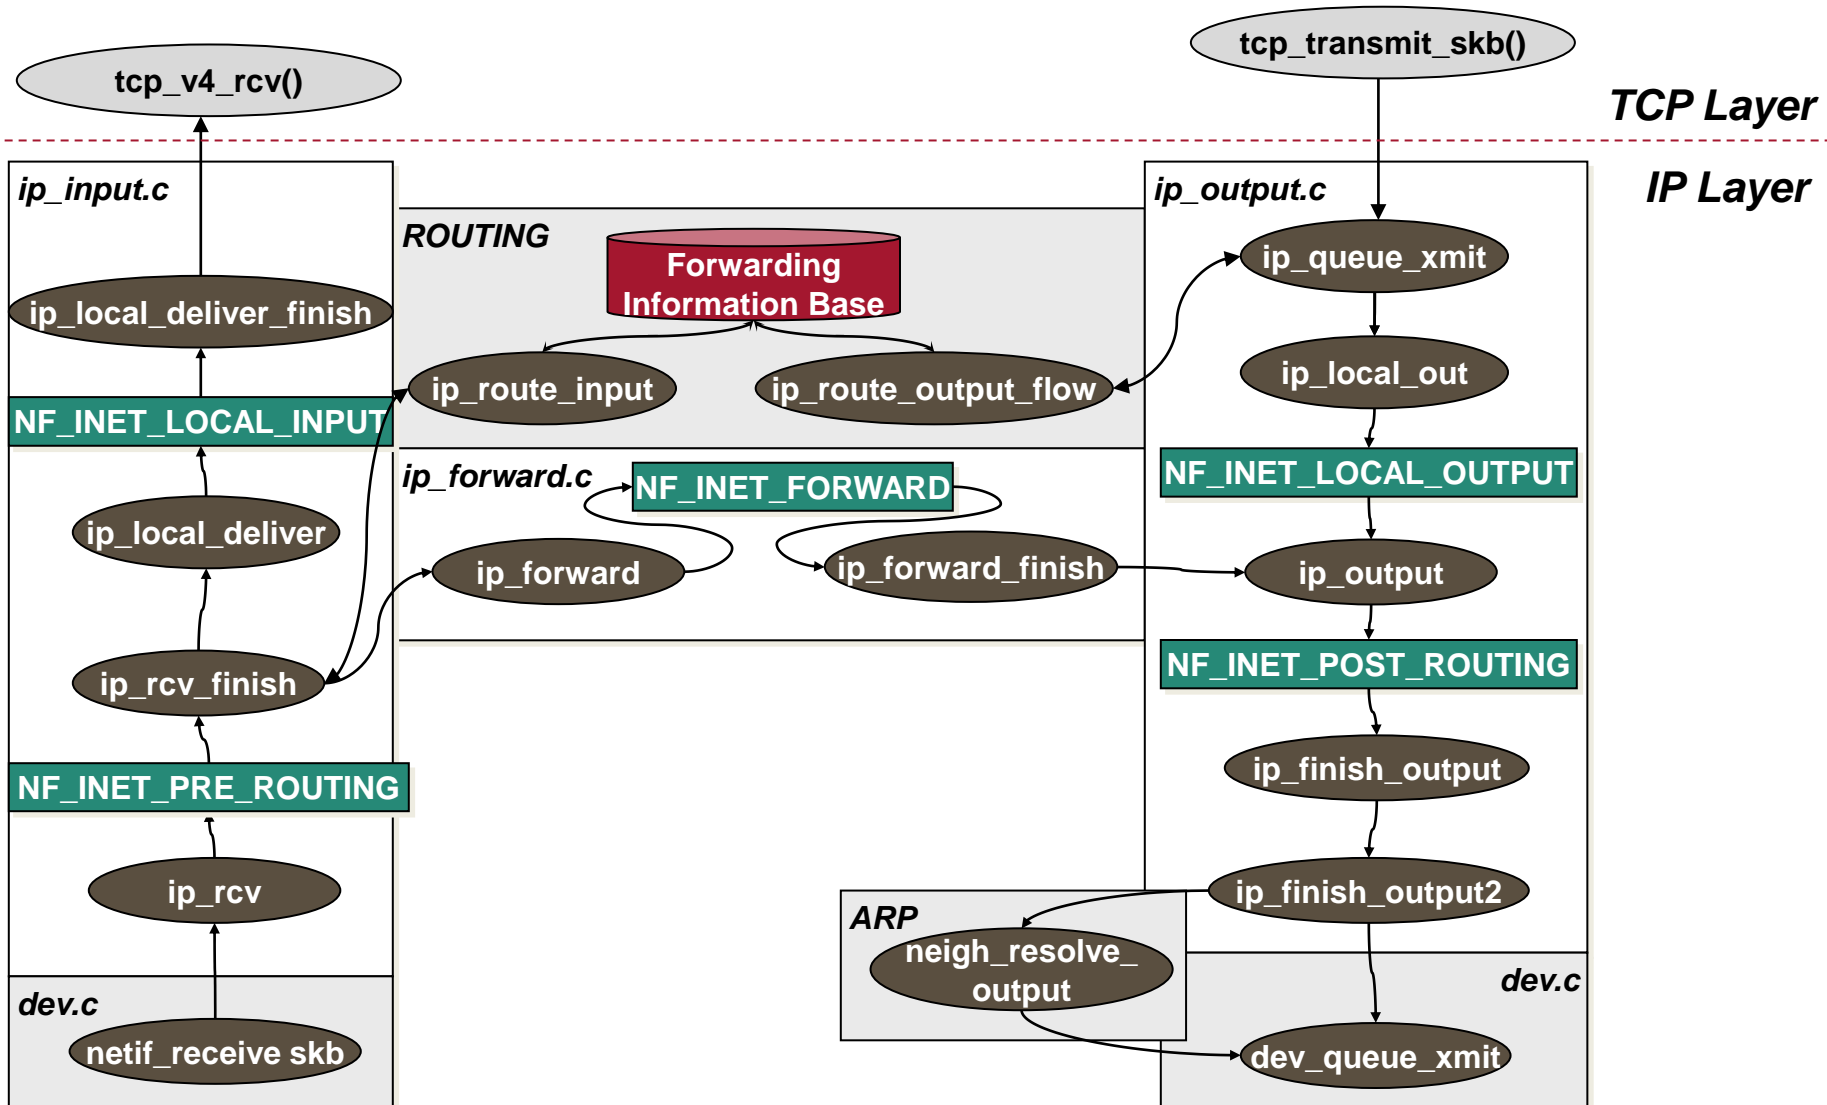 tcp_transmit_skb()
tcp_v4_rcv()
TCP Layer
IP Layer
ip_input.c
ip_local_deliver_finish
NF_INET_LOCAL_INPUT
ip_local_deliver
ip_rcv_finish
NF_INET_PRE_ROUTING
ip_rcv
dev.c
netif_receive skb
ROUTING
Forwarding
Information Base
ip_route_input
ip_route_output_flow
ip_forward.c
NF_INET_FORWARD
ip_forward
ip_forward_finish
ip_output.c
ip_queue_xmit
ip_local_out
NF_INET_LOCAL_OUTPUT
ip_output
NF_INET_POST_ROUTING
ip_finish_output
ip_finish_output2
ARP
neigh_resolve_
output
dev.c
dev_queue_xmit